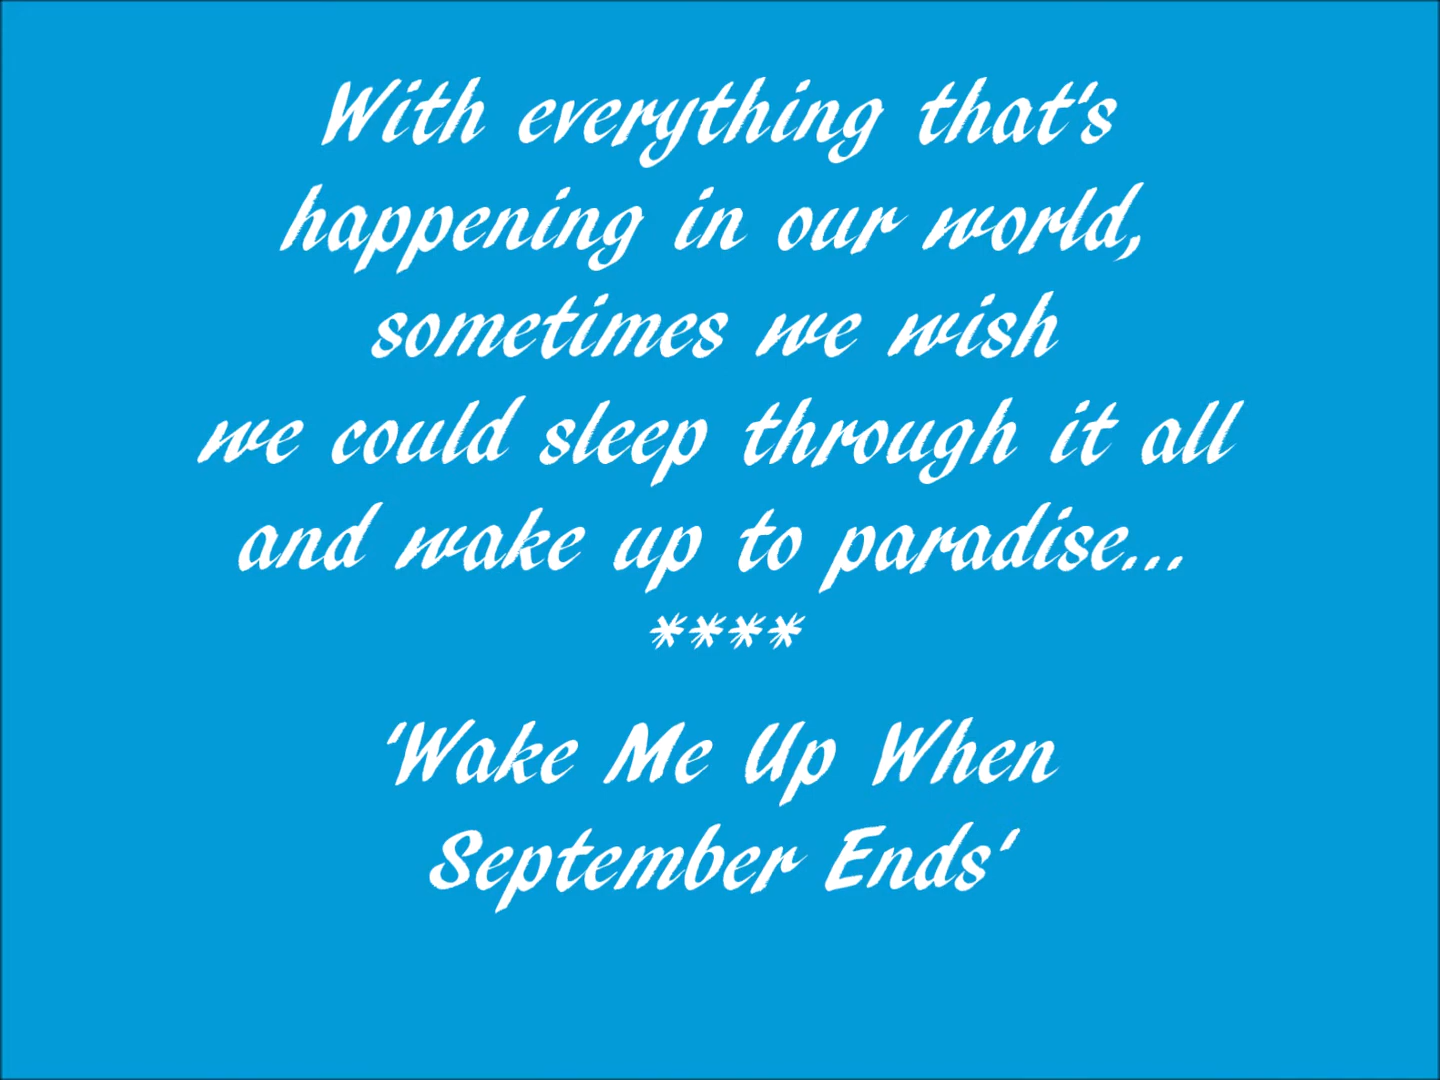 With everything that's
happening in our world,
sometimes we wish
we could sleep through it all
and wake up to paradise...
****
'Wake Me Up When
September Ends'